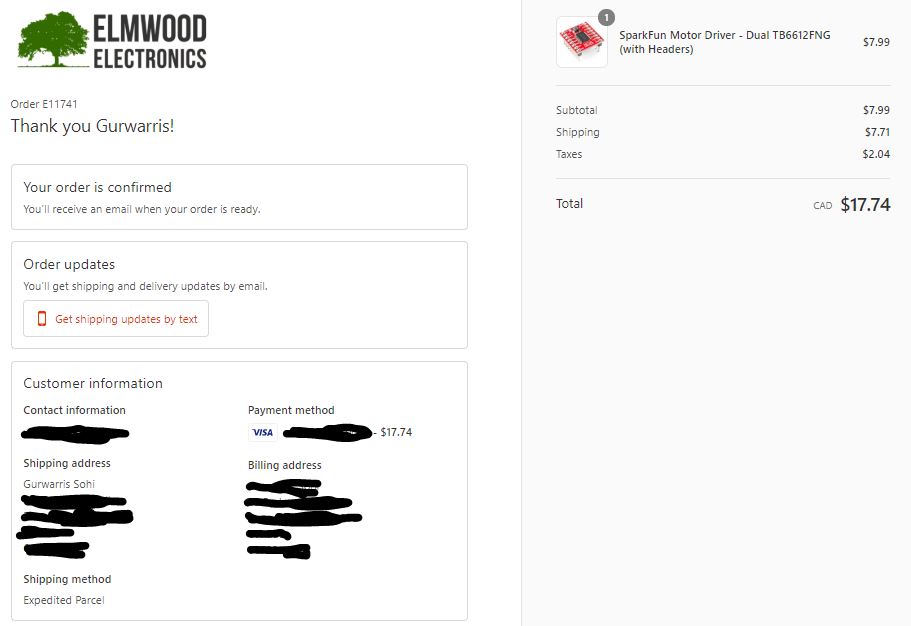 ELMWOOD
ELECTRONICS
Order E11741
Thank you Gurwarris!
Your order is confirmed
You'll receive an email when your order is ready.
Order updates
You'll get shipping and delivery updates by email.
Get shipping updates by text
Customer information
Contact information
Payment method
VISA - $17.74
Shipping address
Gurwarris Sohi
Billing address
Shipping method
Expedited Parcel
1
SparkFun Motor Driver - Dual TB6612FNG
(with Headers) $7.99
Subtotal $7.99
Shipping $7.71
Taxes $2.04
Total CAD $17.74